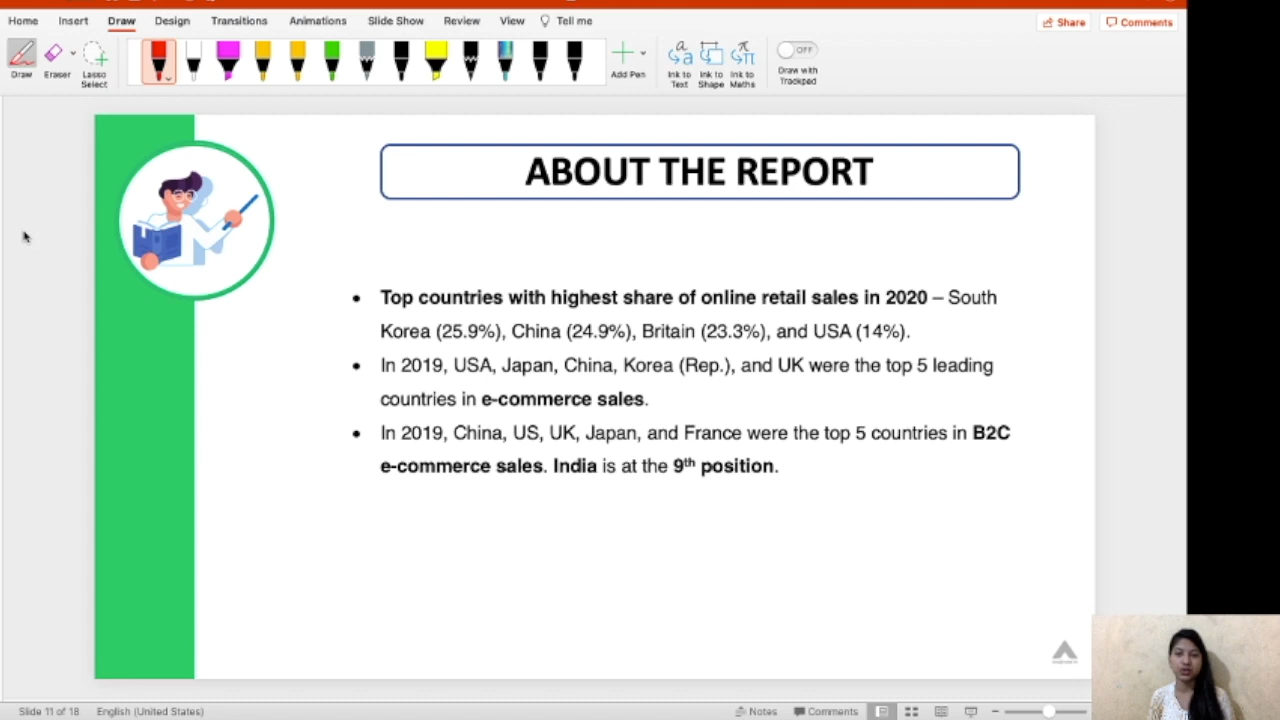 Home Insert Draw Design Transitions Animations Slide Show Review View Tell me
Share Comments
Draw Eraser Lasso Select Add Pen Ink to Text Ink to Shape Ink to Maths Draw with Trackpad
OFF
ABOUT THE REPORT
• Top countries with highest share of online retail sales in 2020 – South
Korea (25.9%), China (24.9%), Britain (23.3%), and USA (14%).
• In 2019, USA, Japan, China, Korea (Rep.), and UK were the top 5 leading
countries in e-commerce sales.
• In 2019, China, US, UK, Japan, and France were the top 5 countries in B2C
e-commerce sales. India is at the 9th position.
Slide 11 of 18 English (United States) Notes Comments